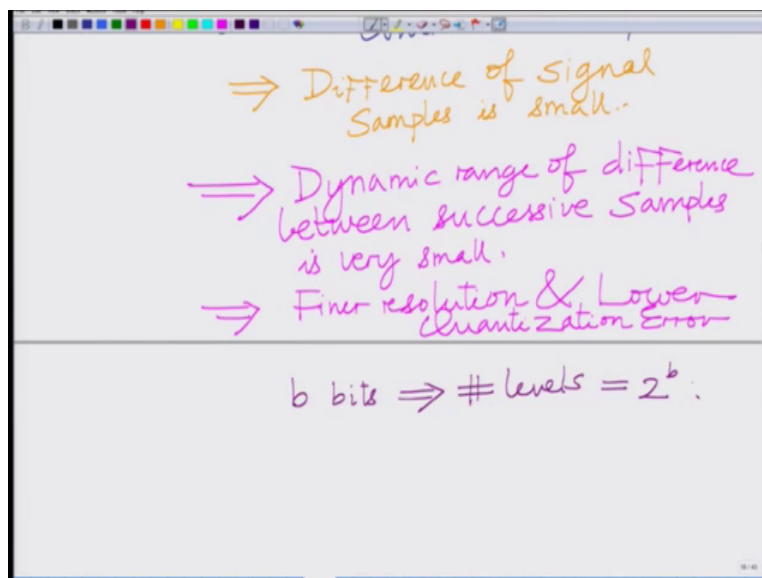 ⇒ Difference of signal
Samples is small..
⇒ Dynamic range of difference
between successive Samples
is very small.
⇒ Finer resolution & Lower
Quantization Error
b bits ⇒ # levels = 2^b.